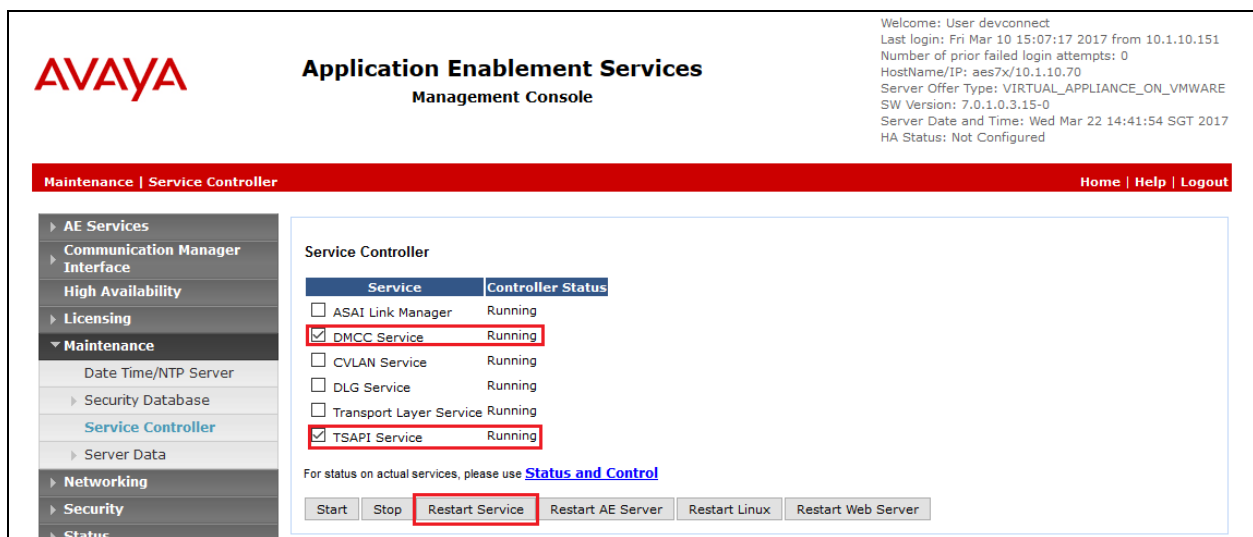 Welcome: User devconnect
Last login: Fri Mar 10 15:07:17 2017 from 10.1.10.151
Number of prior failed login attempts: 0
HostName/IP: aes7x/10.1.10.70
Server Offer Type: VIRTUAL_APPLIANCE_ON_VMWARE
SW Version: 7.0.1.0.3.15-0
Server Date and Time: Wed Mar 22 14:41:54 SGT 2017
HA Status: Not Configured
AVAYA
Application Enablement Services
Management Console
Maintenance | Service Controller
Home | Help | Logout
AE Services
Communication Manager
Interface
High Availability
Licensing
Maintenance
Date Time/NTP Server
Security Database
Service Controller
Server Data
Networking
Security
Status
Service Controller
Service Controller Status
ASAI Link Manager Running
DMCC Service Running
CVLAN Service Running
DLG Service Running
Transport Layer Service Running
TSAPI Service Running
For status on actual services, please use Status and Control
Start Stop Restart Service Restart AE Server Restart Linux Restart Web Server